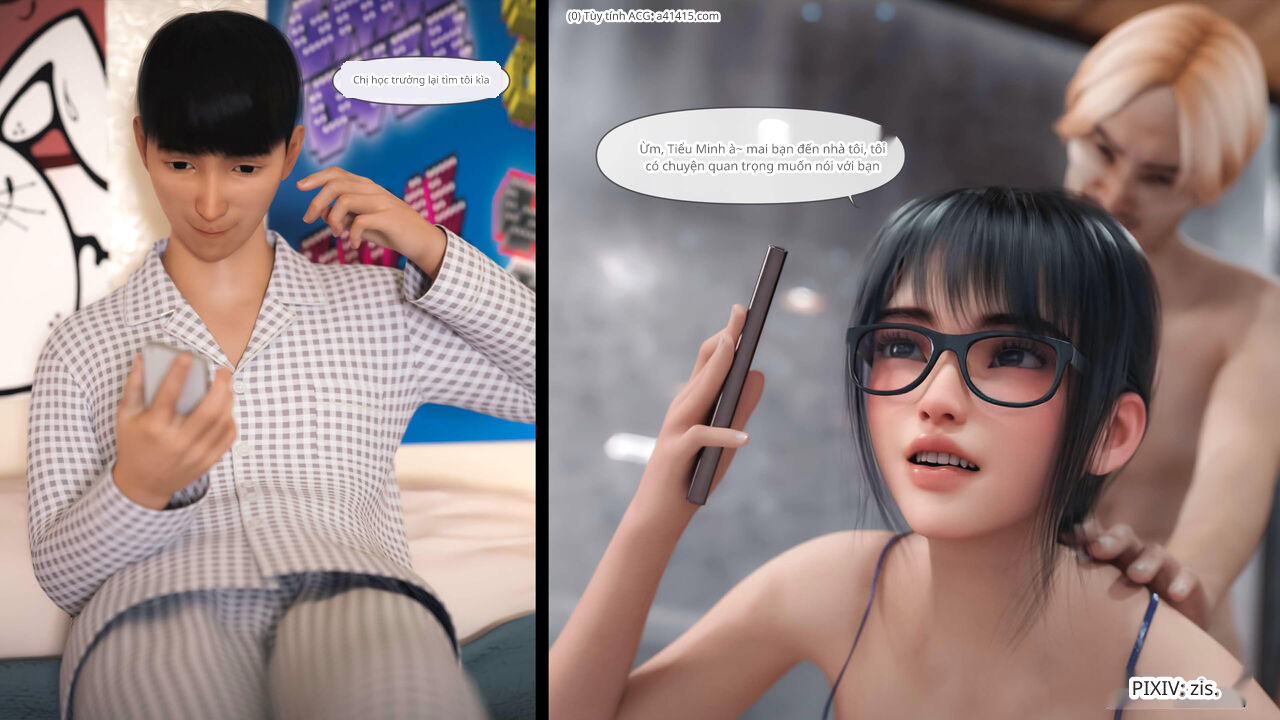 Chị học trưởng lại tìm tôi kìa
(0) Tùy tính ACG: a41415.com
Ừm, Tiểu Minh à~ mai bạn đến nhà tôi, tôi
có chuyện quan trọng muốn nói với bạn
PIXIV: zis.